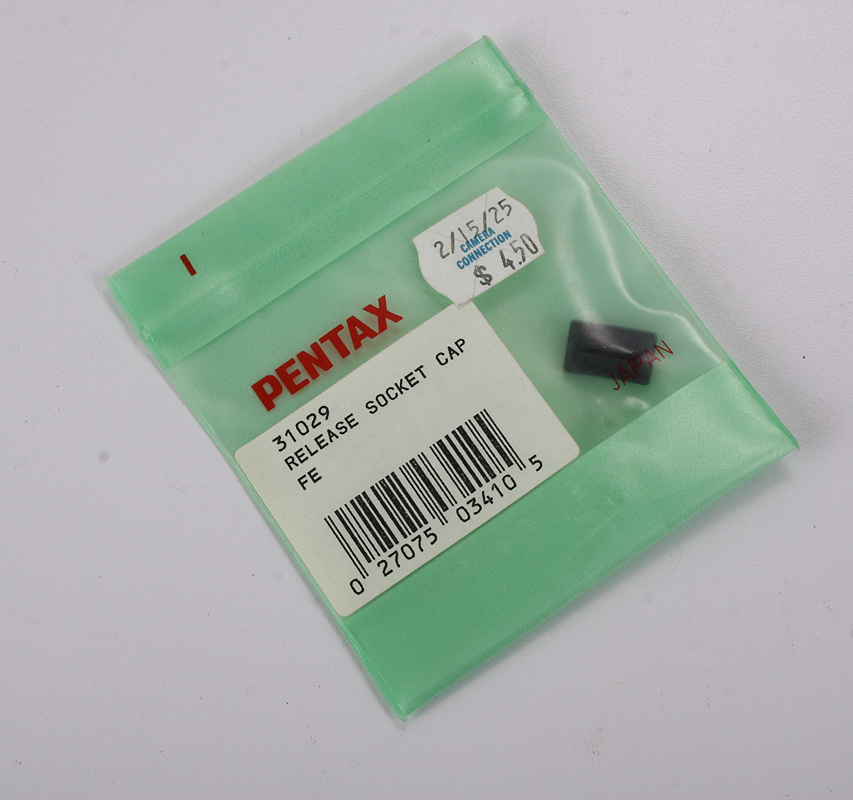 I
2/15/25
CAMERA
CONNECTION
$ 4.50
PENTAX
JAPAN
31029
RELEASE SOCKET CAP
FE
0 27075 03410 5